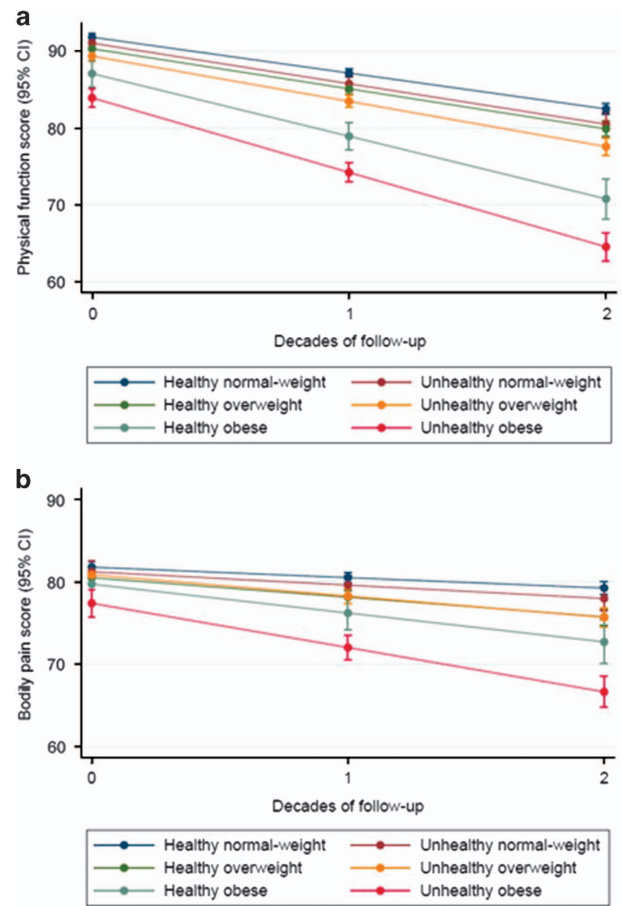 a
Physical function score (95% CI)
90
80
70
60
0 1 2
Decades of follow-up
Healthy normal-weight Unhealthy normal-weight
Healthy overweight Unhealthy overweight
Healthy obese Unhealthy obese
b
Bodily pain score (95% CI)
90
80
70
60
0 1 2
Decades of follow-up
Healthy normal-weight Unhealthy normal-weight
Healthy overweight Unhealthy overweight
Healthy obese Unhealthy obese